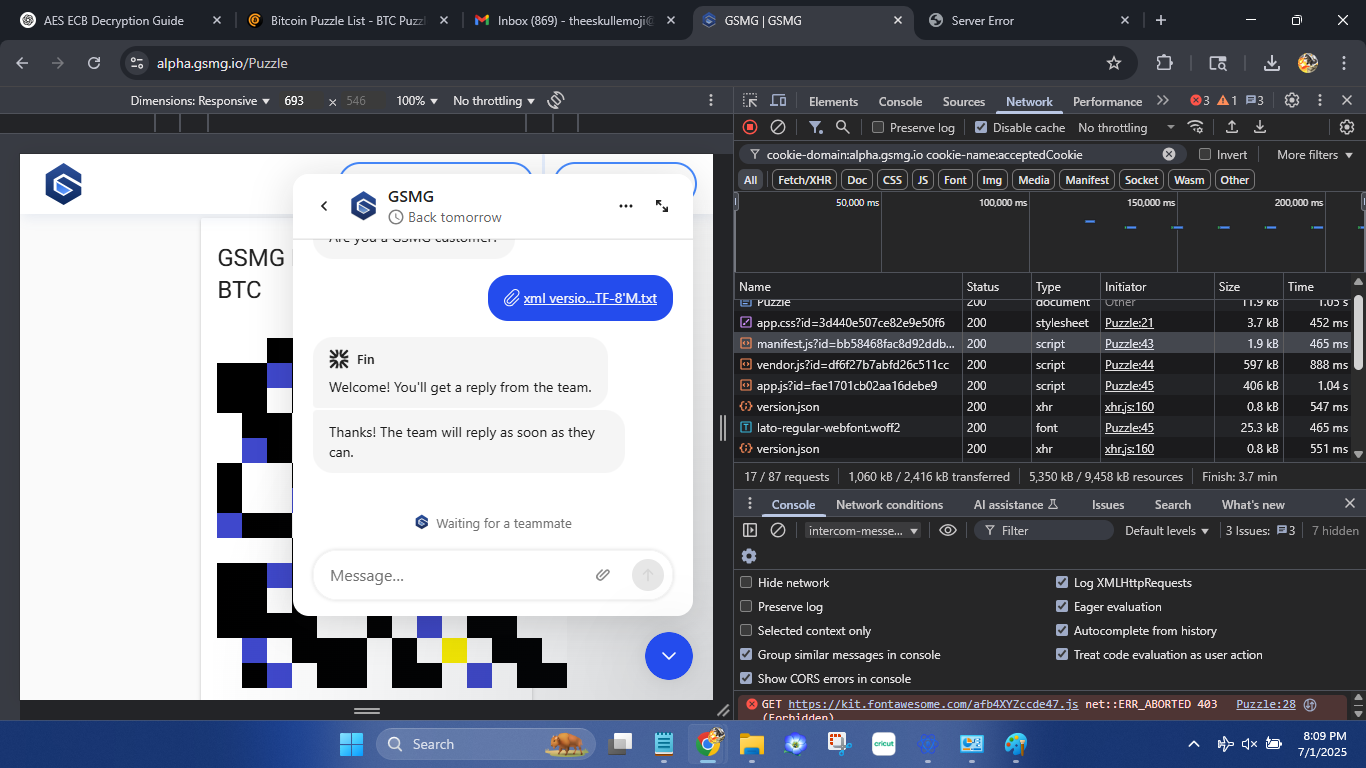 AES ECB Decryption Guide
Bitcoin Puzzle List - BTC Puzz
Inbox (869) - theeskullemoji@
GSMG | GSMG
Server Error
alpha.gsmg.io/Puzzle
Dimensions: Responsive 693 × 546 100% No throttling
Elements Console Sources Network Performance 3 1 3
Preserve log Disable cache No throttling
cookie-domain:alpha.gsmg.io cookie-name:acceptedCookie Invert More filters
All Fetch/XHR Doc CSS JS Font Img Media Manifest Socket Wasm Other
50,000 ms 100,000 ms 150,000 ms 200,000 ms
Name Status Type Initiator Size Time
Puzzle 200 document Other 11.9 kB 1.05 s
app.css?id=3d440e507ce82e9e50f6 200 stylesheet Puzzle:21 3.7 kB 452 ms
manifest.js?id=bb58468fac8d92ddb... 200 script Puzzle:43 1.9 kB 465 ms
vendor.js?id=df6f27b7abfd26c511cc 200 script Puzzle:44 597 kB 888 ms
app.js?id=fae1701cb02aa16debe9 200 script Puzzle:45 406 kB 1.04 s
version.json 200 xhr xhr.js:160 0.8 kB 547 ms
lato-regular-webfont.woff2 200 font Puzzle:45 25.3 kB 465 ms
version.json 200 xhr xhr.js:160 0.8 kB 551 ms
17 / 87 requests 1,060 kB / 2,416 kB transferred 5,350 kB / 9,458 kB resources Finish: 3.7 min
Console Network conditions AI assistance Issues Search What's new
intercom-messe... Filter Default levels 3 Issues: 3 7 hidden
Hide network Log XMLHttpRequests
Preserve log Eager evaluation
Selected context only Autocomplete from history
Group similar messages in console Treat code evaluation as user action
Show CORS errors in console
GET https://kit.fontawesome.com/afb4XYZccde47.js net::ERR_ABORTED 403 Puzzle:28
(Forbidden)
GSMG
BTC
GSMG
Back tomorrow
Are you a GSMG customer?
xml versio...TF-8'M.txt
Fin
Welcome! You'll get a reply from the team.
Thanks! The team will reply as soon as they
can.
Waiting for a teammate
Message...
Search
cricut
8:09 PM
7/1/2025